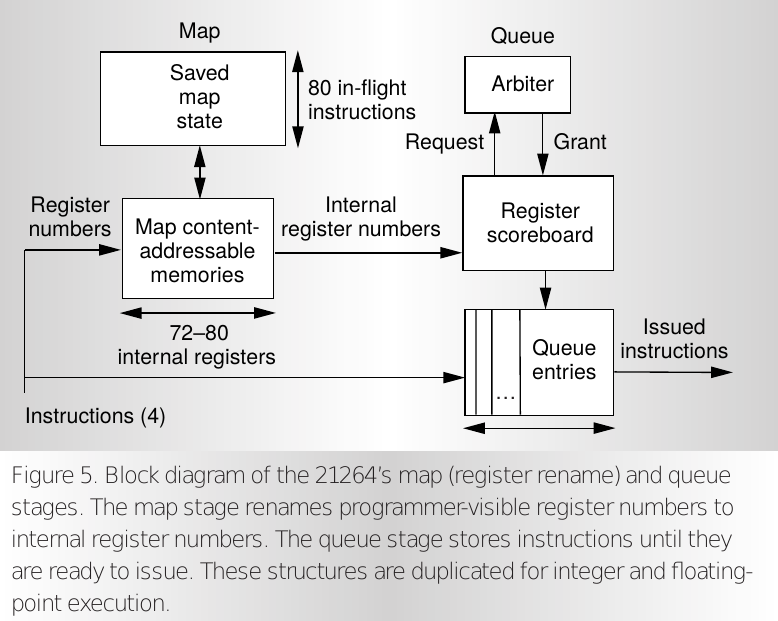 Map
Saved
map
state
80 in-flight
instructions
Queue
Arbiter
Request
Grant
Register
numbers
Map content-
addressable
memories
Internal
register numbers
Register
scoreboard
72–80
internal registers
Queue
entries
...
Issued
instructions
Instructions (4)
Figure 5. Block diagram of the 21264's map (register rename) and queue
stages. The map stage renames programmer-visible register numbers to
internal register numbers. The queue stage stores instructions until they
are ready to issue. These structures are duplicated for integer and floating-
point execution.